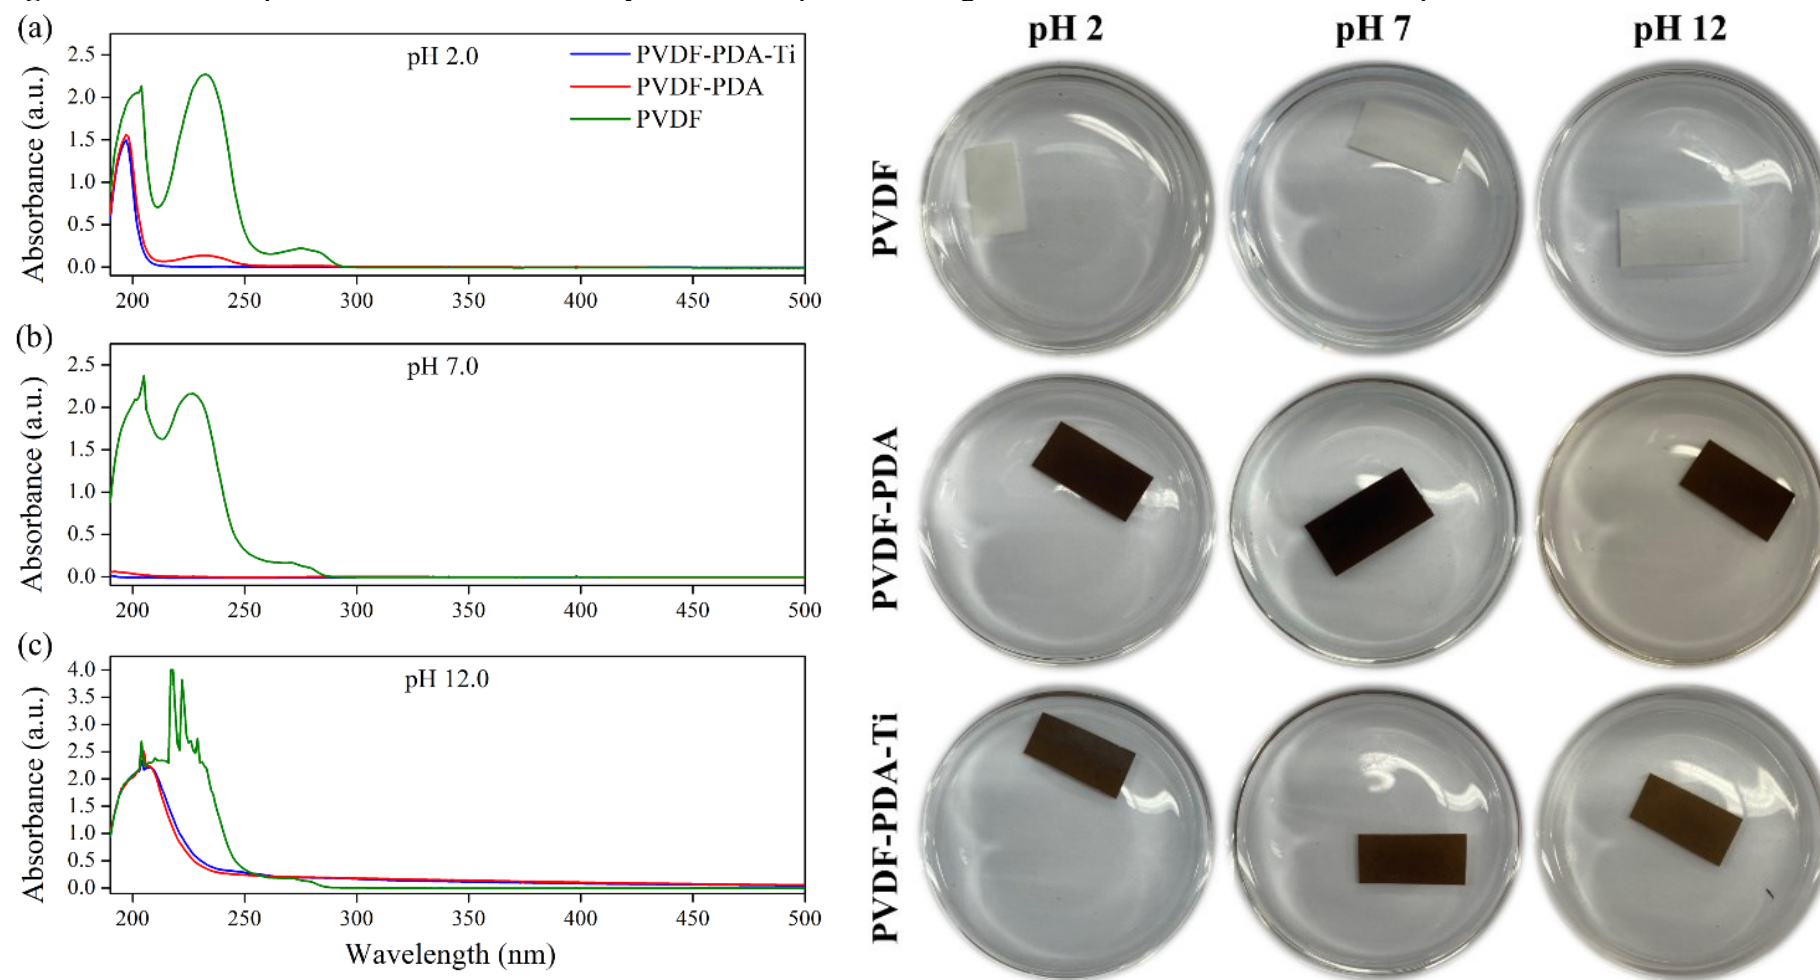 (a)
pH 2.0
PVDF-PDA-Ti
PVDF-PDA
PVDF
Absorbance (a.u.)
2.5
2.0
1.5
1.0
0.5
0.0
200 250 300 350 400 450 500
(b)
pH 7.0
Absorbance (a.u.)
2.5
2.0
1.5
1.0
0.5
0.0
200 250 300 350 400 450 500
(c)
pH 12.0
Absorbance (a.u.)
4.0
3.5
3.0
2.5
2.0
1.5
1.0
0.5
0.0
200 250 300 350 400 450 500
Wavelength (nm)
pH 2 pH 7 pH 12
PVDF
PVDF-PDA
PVDF-PDA-Ti